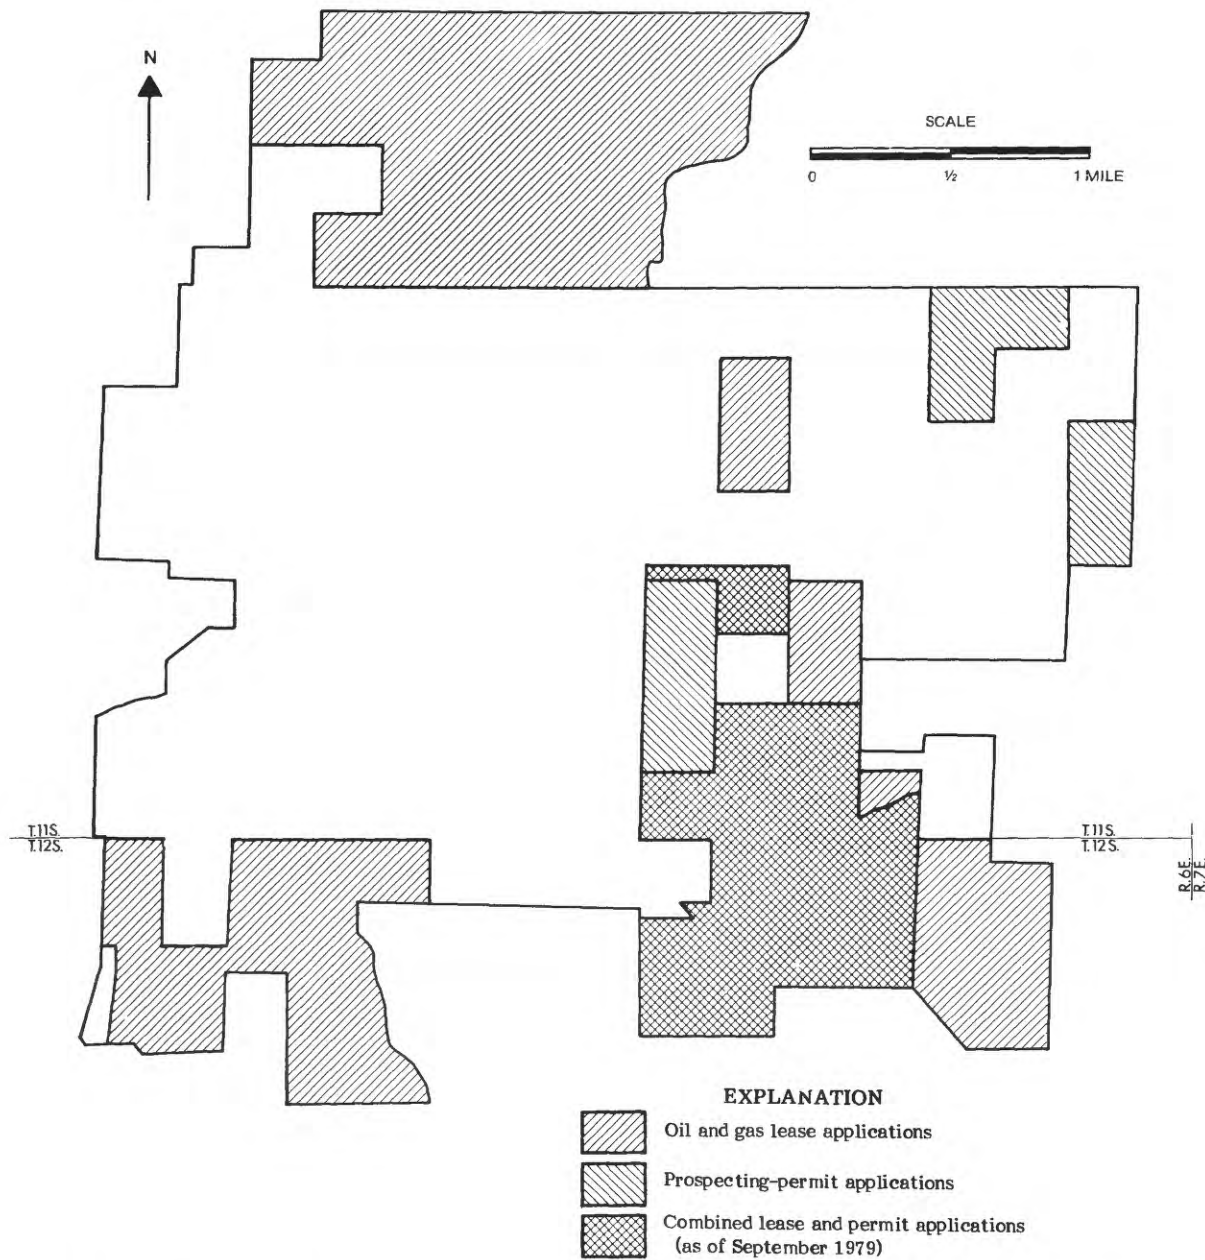 N
SCALE
0 ½ 1 MILE
T.11S.
T.12S.
T.11S.
T.12S.
R.6E.
R.7E.
EXPLANATION
Oil and gas lease applications
Prospecting-permit applications
Combined lease and permit applications
(as of September 1979)